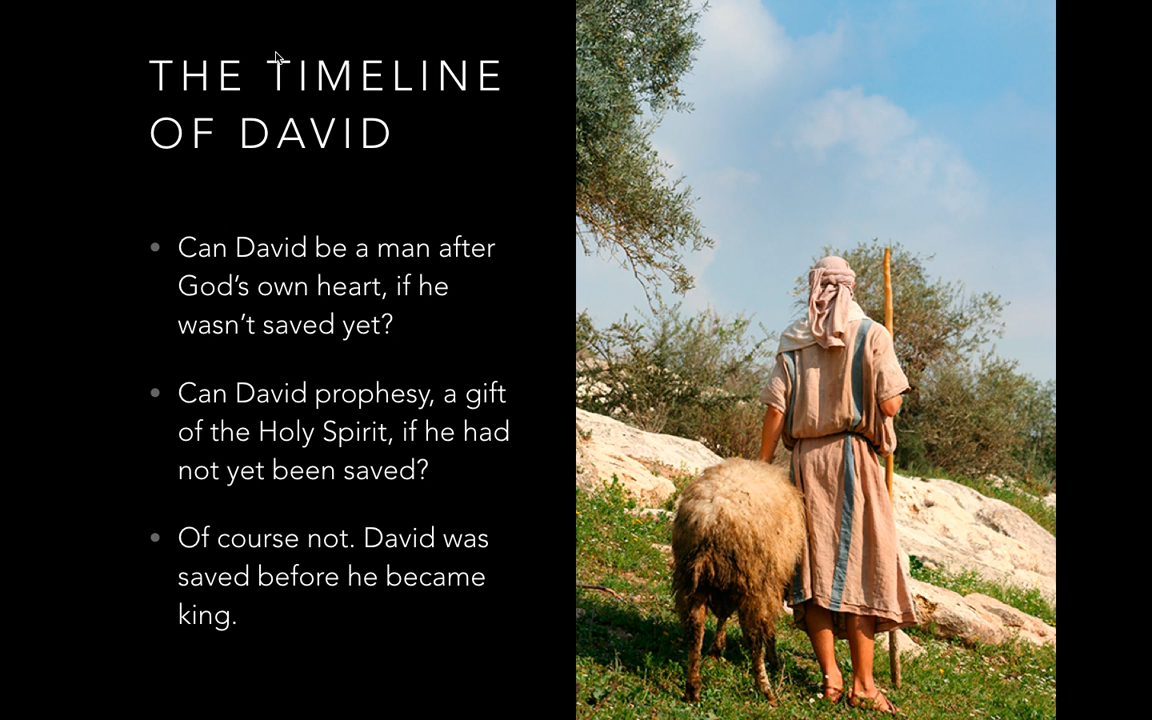 THE TIMELINE
OF DAVID
• Can David be a man after
God’s own heart, if he
wasn’t saved yet?
• Can David prophesy, a gift
of the Holy Spirit, if he had
not yet been saved?
• Of course not. David was
saved before he became
king.